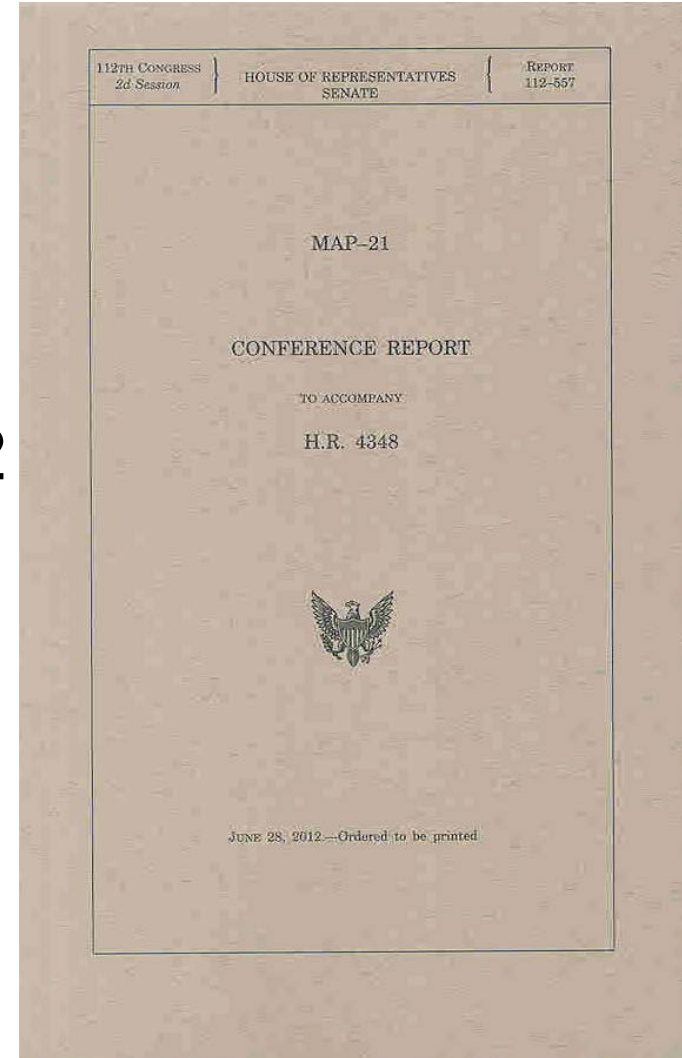 112TH CONGRESS
2d Session
HOUSE OF REPRESENTATIVES
SENATE
REPORT
112–557
MAP–21
CONFERENCE REPORT
TO ACCOMPANY
H.R. 4348
JUNE 28, 2012.—Ordered to be printed